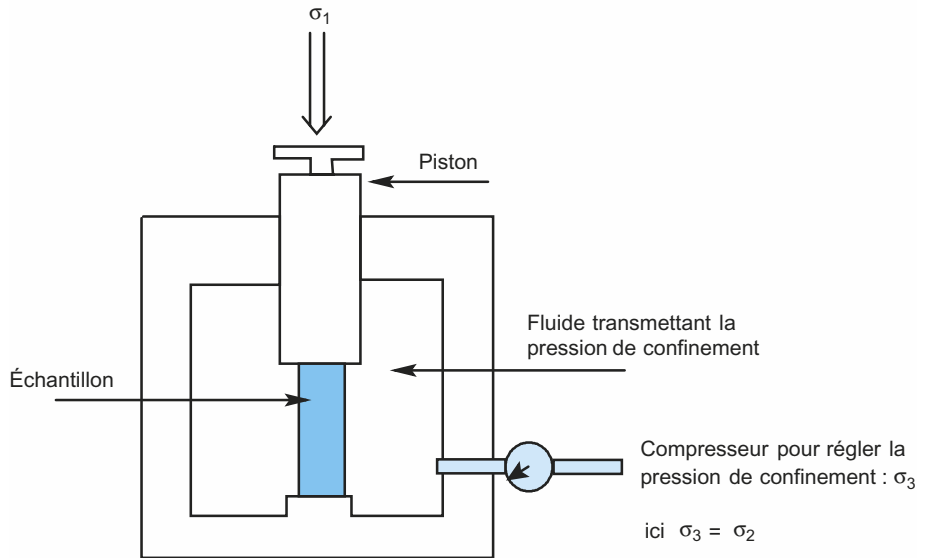 σ1
Piston
Fluide transmettant la
pression de confinement
Échantillon
Compresseur pour régler la
pression de confinement : σ3
ici σ3 = σ2